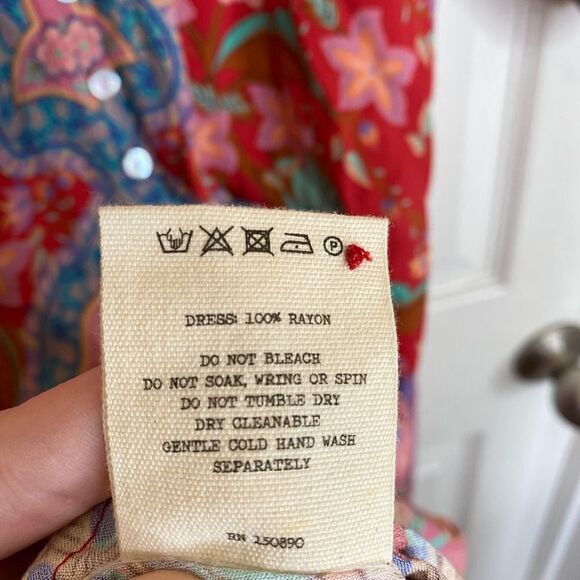 P
DRESS: 100% RAYON
DO NOT BLEACH
DO NOT SOAK, WRING OR SPIN
DO NOT TUMBLE DRY
DRY CLEANABLE
GENTLE COLD HAND WASH
SEPARATELY
RN 150890